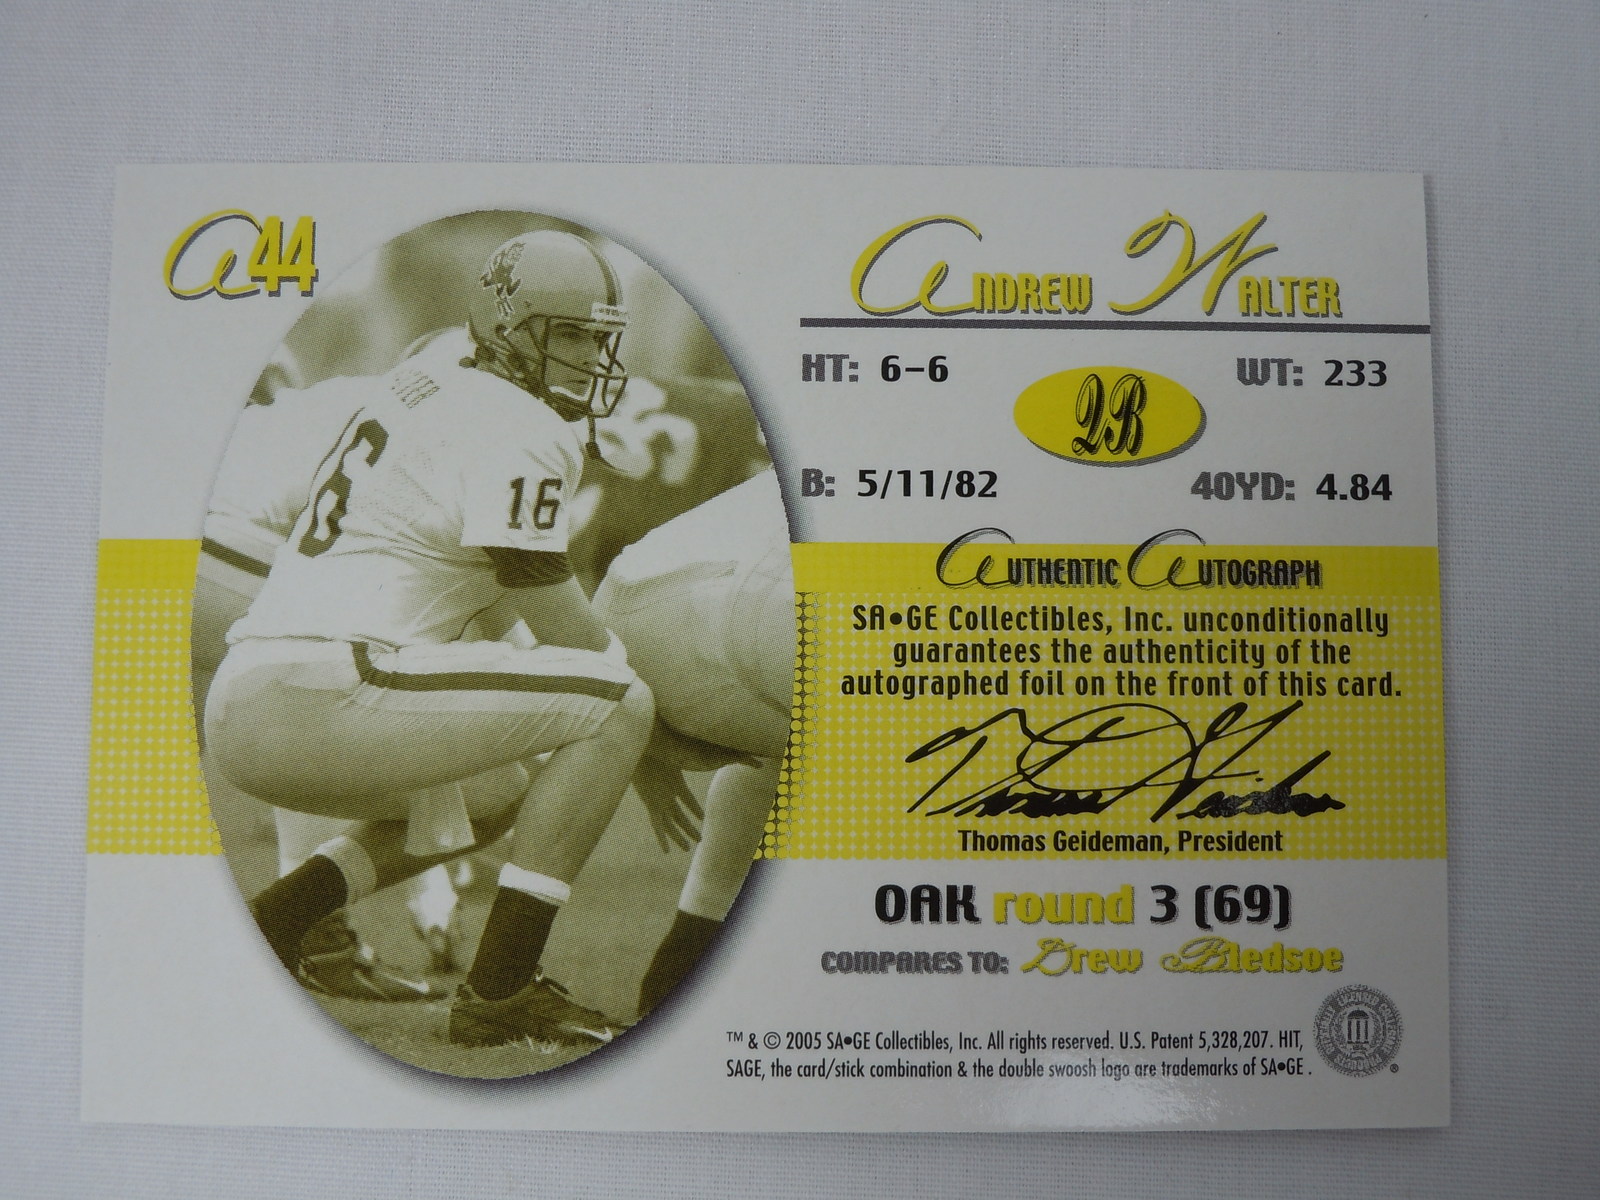 A44
ANDREW WALTER
HT: 6-6
WT: 233
QB
B: 5/11/82
40YD: 4.84
16
16
AUTHENTIC AUTOGRAPH
SA•GE Collectibles, Inc. unconditionally
guarantees the authenticity of the
autographed foil on the front of this card.
Thomas Geideman, President
OAK round 3 (69)
COMPARES TO: Drew Bledsoe
™ & © 2005 SA•GE Collectibles, Inc. All rights reserved. U.S. Patent 5,328,207. HIT,
SAGE, the card/stick combination & the double swoosh logo are trademarks of SA•GE .
®